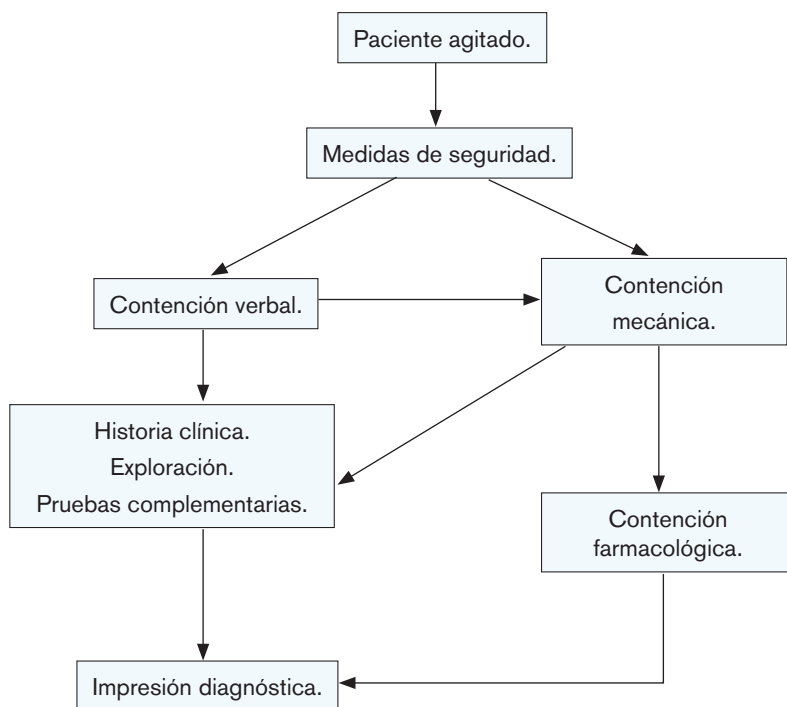 Paciente agitado.
Medidas de seguridad.
Contención verbal.
Contención
mecánica.
Historia clínica.
Exploración.
Pruebas complementarias.
Contención
farmacológica.
Impresión diagnóstica.